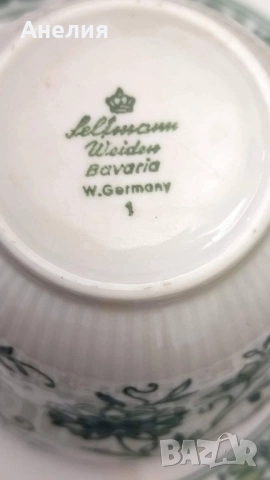 Анелия
Seltmann
Weiden
Bavaria
W. Germany
1
BAZAR